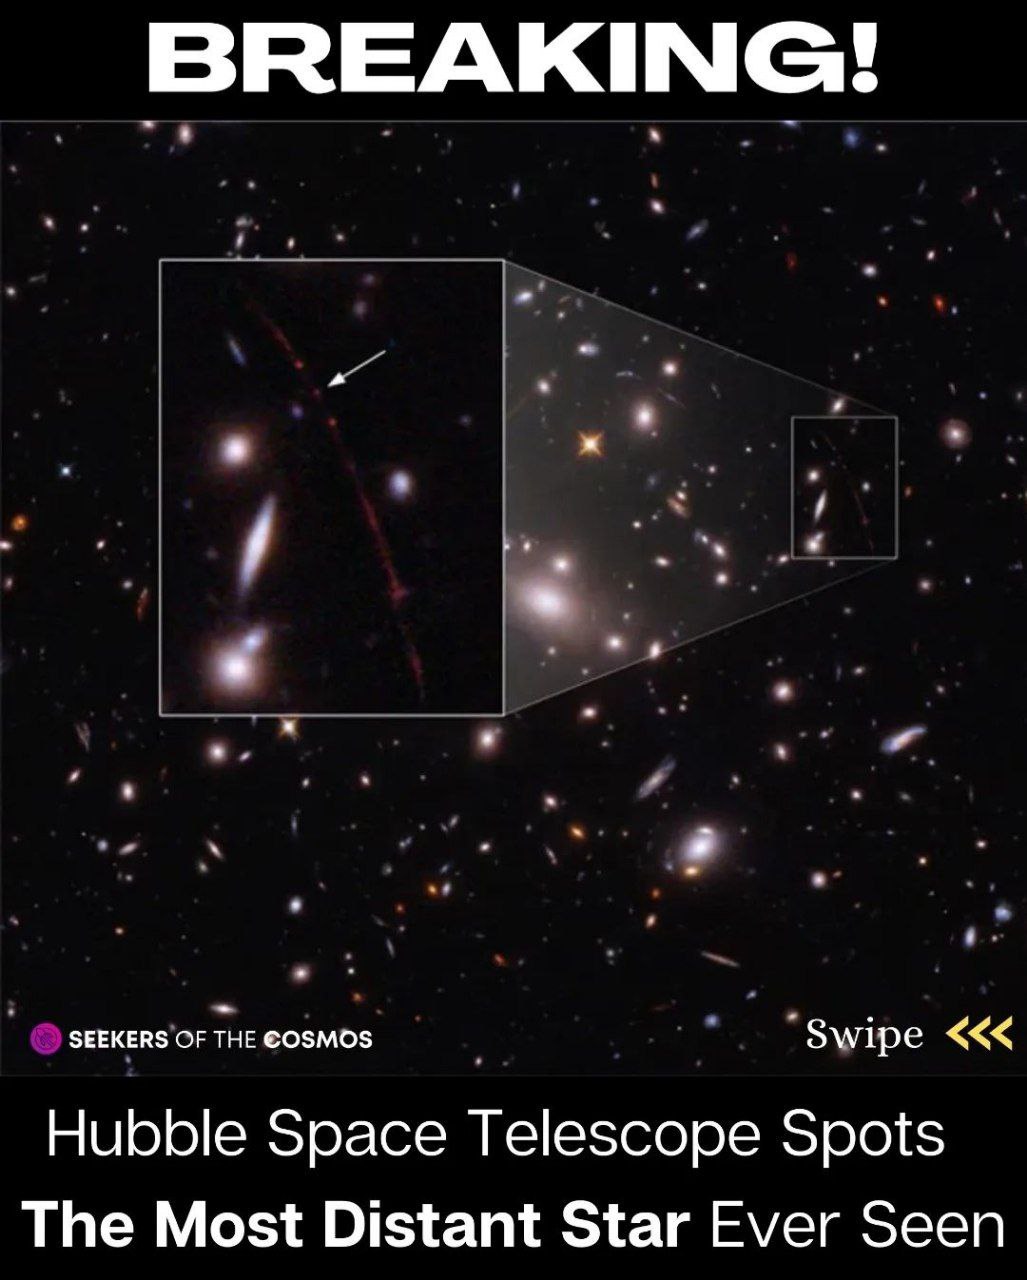 BREAKING!
SEEKERS OF THE COSMOS
Swipe
Hubble Space Telescope Spots
The Most Distant Star Ever Seen